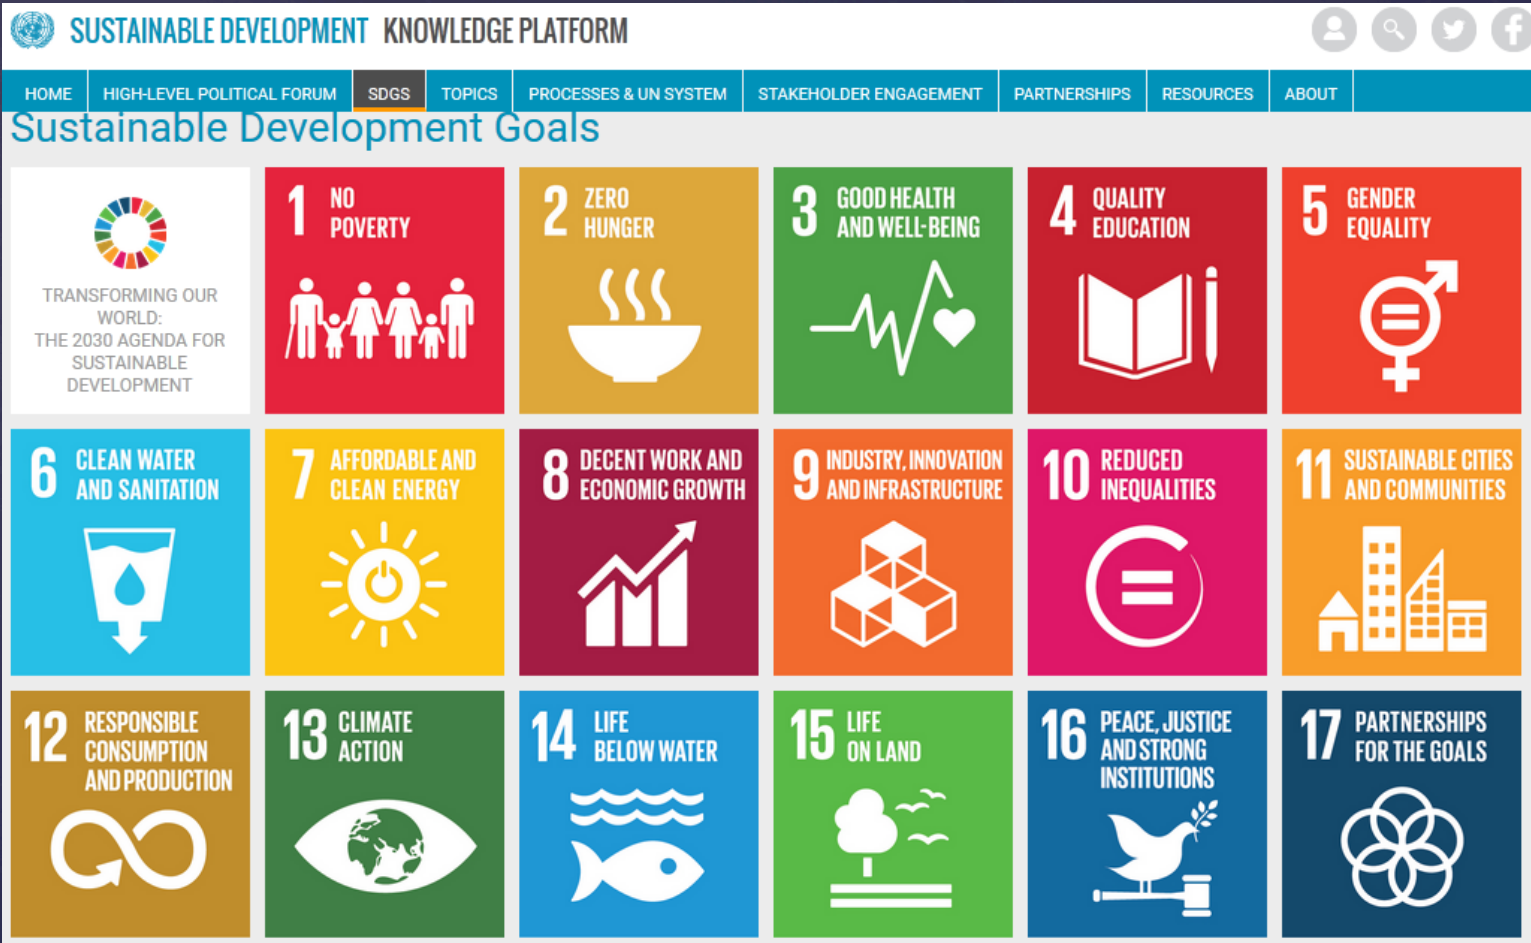 SUSTAINABLE DEVELOPMENT KNOWLEDGE PLATFORM
HOME HIGH-LEVEL POLITICAL FORUM SDGS TOPICS PROCESSES & UN SYSTEM STAKEHOLDER ENGAGEMENT PARTNERSHIPS RESOURCES ABOUT
Sustainable Development Goals
TRANSFORMING OUR
WORLD:
THE 2030 AGENDA FOR
SUSTAINABLE
DEVELOPMENT
1 NO
POVERTY
2 ZERO
HUNGER
3 GOOD HEALTH
AND WELL-BEING
4 QUALITY
EDUCATION
5 GENDER
EQUALITY
6 CLEAN WATER
AND SANITATION
7 AFFORDABLE AND
CLEAN ENERGY
8 DECENT WORK AND
ECONOMIC GROWTH
9 INDUSTRY, INNOVATION
AND INFRASTRUCTURE
10 REDUCED
INEQUALITIES
11 SUSTAINABLE CITIES
AND COMMUNITIES
12 RESPONSIBLE
CONSUMPTION
AND PRODUCTION
13 CLIMATE
ACTION
14 LIFE
BELOW WATER
15 LIFE
ON LAND
16 PEACE, JUSTICE
AND STRONG
INSTITUTIONS
17 PARTNERSHIPS
FOR THE GOALS